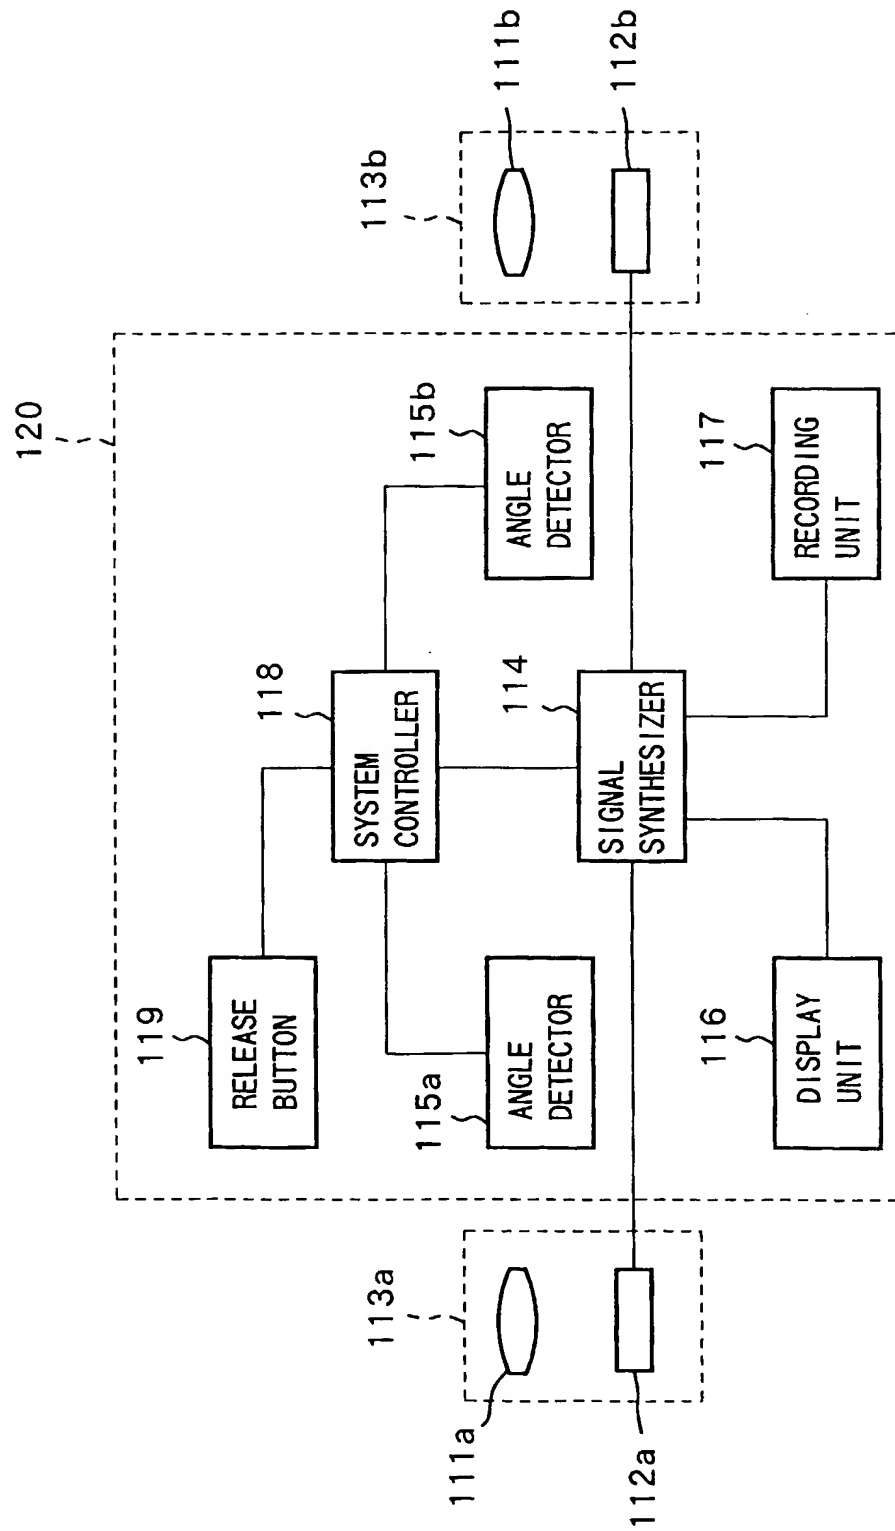 120
113b
111b
112b
119
RELEASE
BUTTON
118
SYSTEM
CONTROLLER
115b
ANGLE
DETECTOR
115a
ANGLE
DETECTOR
114
SIGNAL
SYNTHESIZER
113a
111a
112a
116
DISPLAY
UNIT
117
RECORDING
UNIT